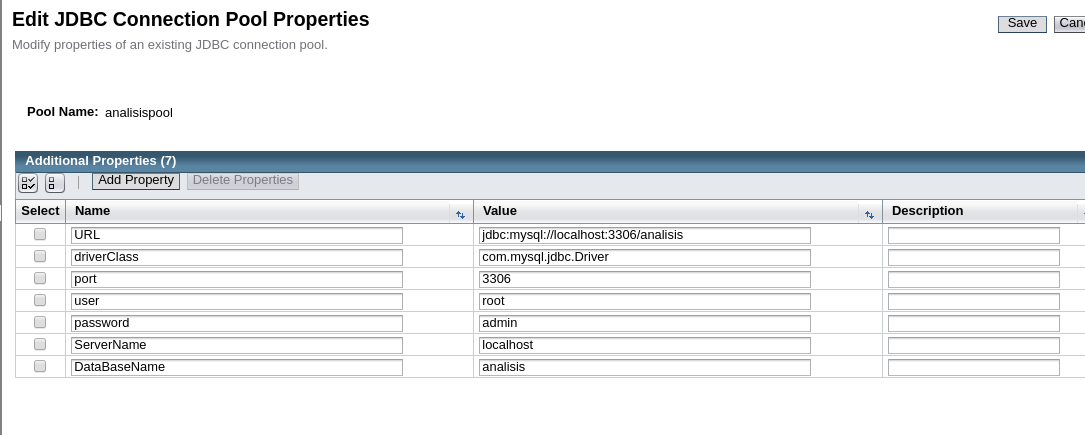 Edit JDBC Connection Pool Properties
Save
Modify properties of an existing JDBC connection pool.
Pool Name: analisispool
Additional Properties (7)
Add Property Delete Properties
Select Name Value Description
URL jdbc:mysql://localhost:3306/analisis
driverClass com.mysql.jdbc.Driver
port 3306
user root
password admin
ServerName localhost
DataBaseName analisis